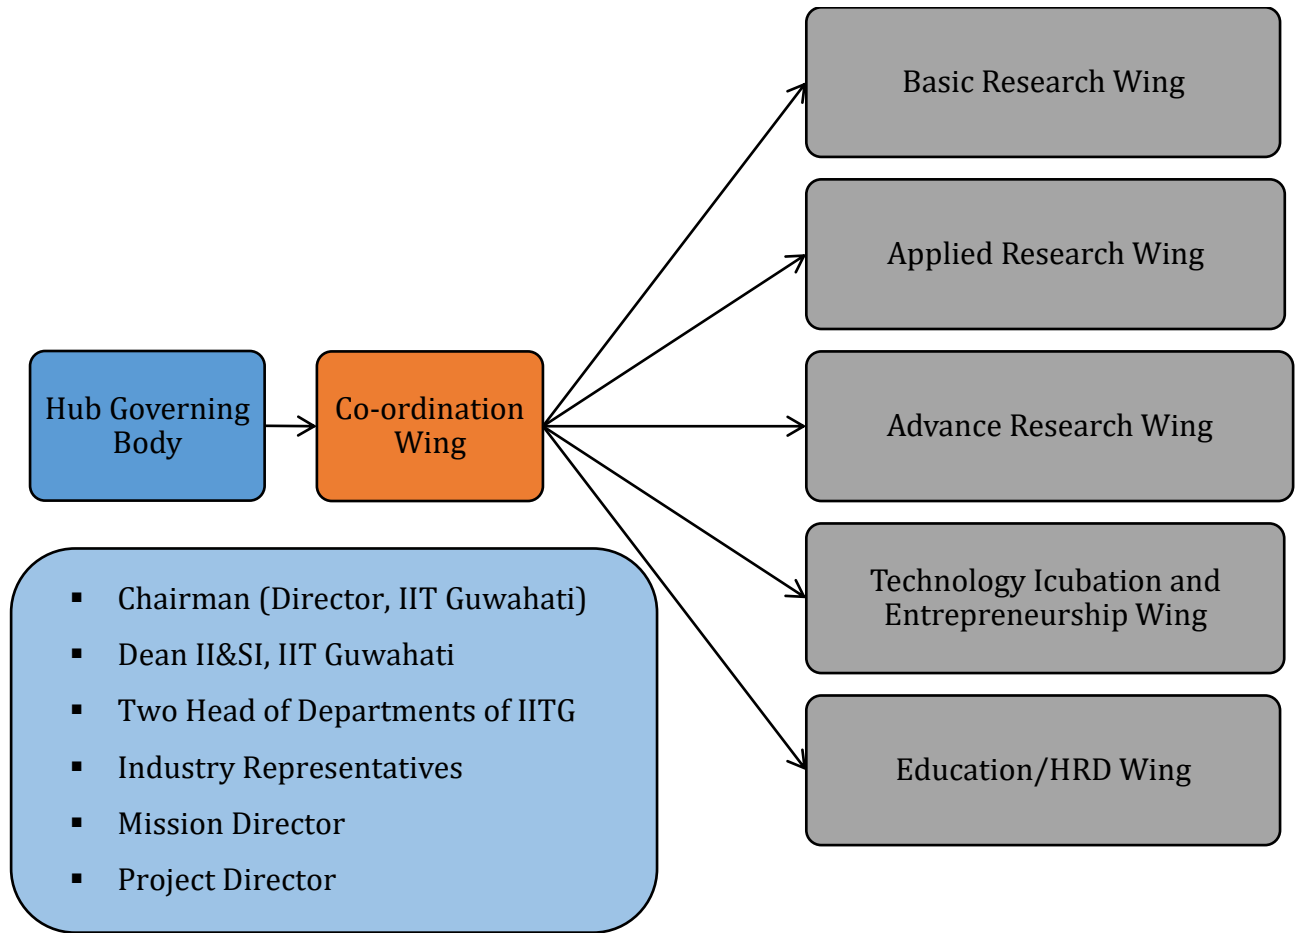 Basic Research Wing
Applied Research Wing
Hub Governing
Body
Co-ordination
Wing
Advance Research Wing
Technology Icubation and
Entrepreneurship Wing
Education/HRD Wing
▪ Chairman (Director, IIT Guwahati)
▪ Dean II&SI, IIT Guwahati
▪ Two Head of Departments of IITG
▪ Industry Representatives
▪ Mission Director
▪ Project Director